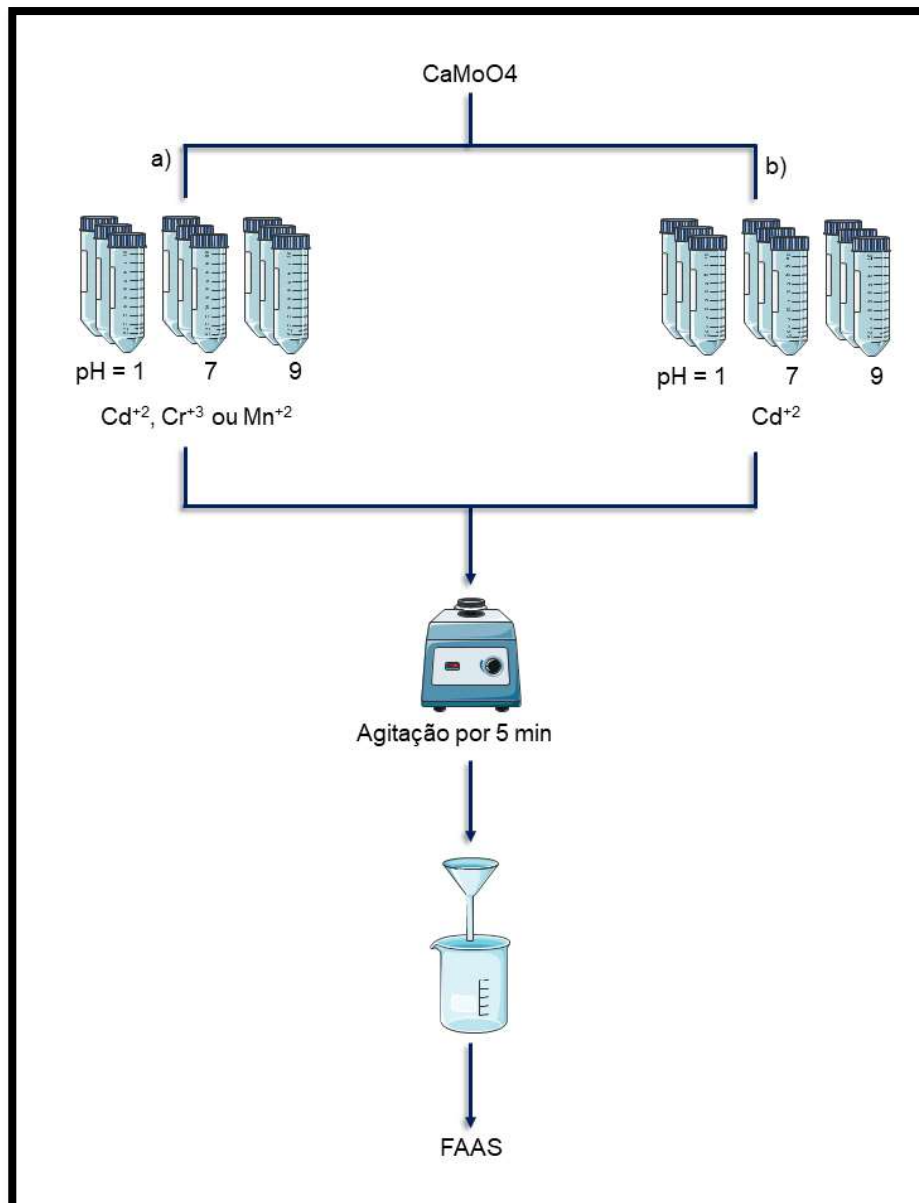 CaMoO4
a)
b)
pH = 1 7 9
pH = 1 7 9
Cd⁺², Cr⁺³ ou Mn⁺²
Cd⁺²
Agitação por 5 min
FAAS